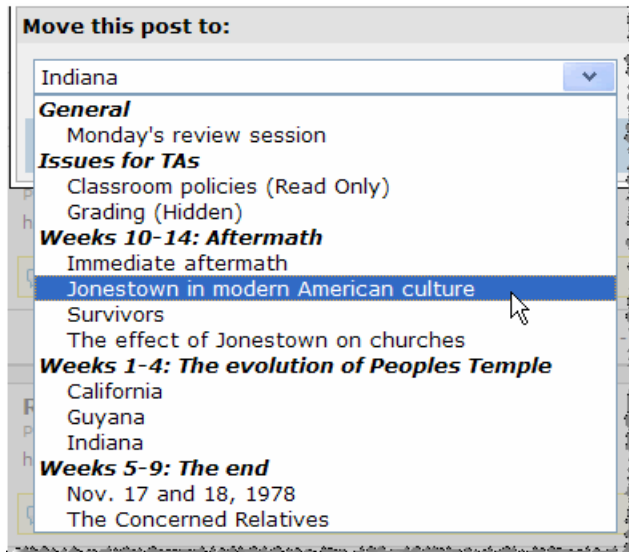 Move this post to:
Indiana
General
Monday's review session
Issues for TAs
Classroom policies (Read Only)
Grading (Hidden)
Weeks 10-14: Aftermath
Immediate aftermath
Jonestown in modern American culture
Survivors
The effect of Jonestown on churches
Weeks 1-4: The evolution of Peoples Temple
California
Guyana
Indiana
Weeks 5-9: The end
Nov. 17 and 18, 1978
The Concerned Relatives